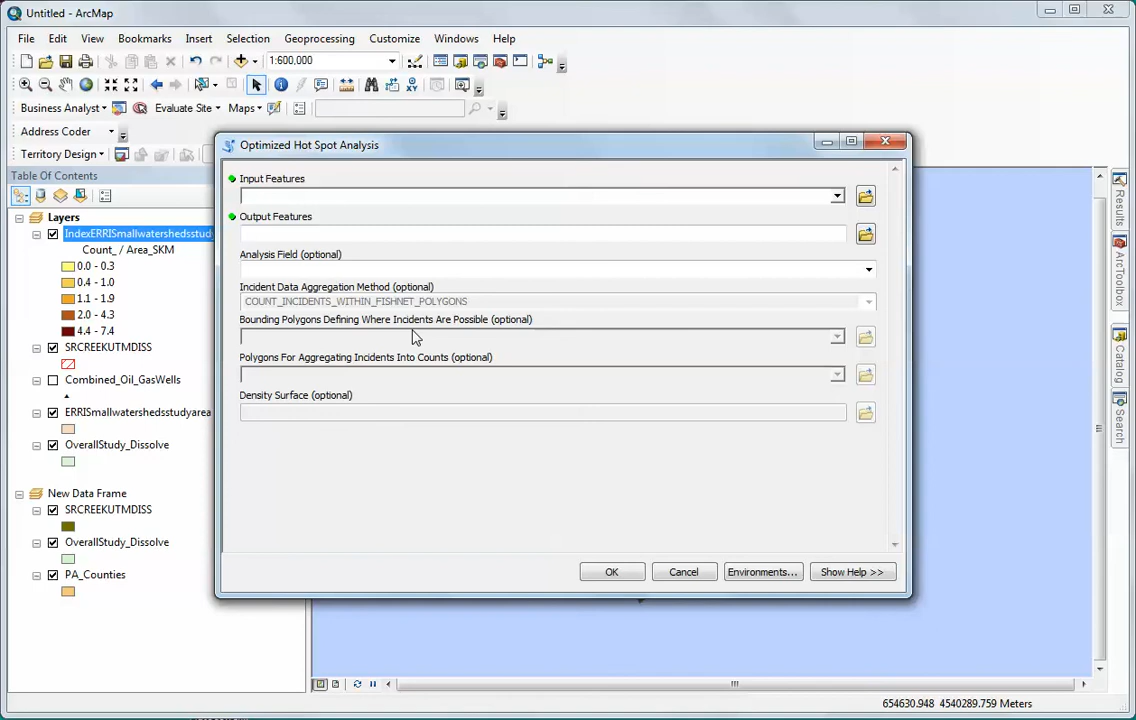 Untitled - ArcMap
File Edit View Bookmarks Insert Selection Geoprocessing Customize Windows Help
1:600,000
Business Analyst Evaluate Site Maps
Address Coder
Territory Design
Table Of Contents
Layers
IndexERRISmallwatershedsstudy
Count_ / Area_SKM
0.0 - 0.3
0.4 - 1.0
1.1 - 1.9
2.0 - 4.3
4.4 - 7.4
SRCREEKUTMDISS
Combined_Oil_GasWells
ERRISmallwatershedsstudyarea
OverallStudy_Dissolve
New Data Frame
SRCREEKUTMDISS
OverallStudy_Dissolve
PA_Counties
Optimized Hot Spot Analysis
Input Features
Output Features
Analysis Field (optional)
Incident Data Aggregation Method (optional)
COUNT_INCIDENTS_WITHIN_FISHNET_POLYGONS
Bounding Polygons Defining Where Incidents Are Possible (optional)
Polygons For Aggregating Incidents Into Counts (optional)
Density Surface (optional)
OK Cancel Environments... Show Help >>
Results
ArcToolbox
Catalog
Search
654630.948 4540289.759 Meters